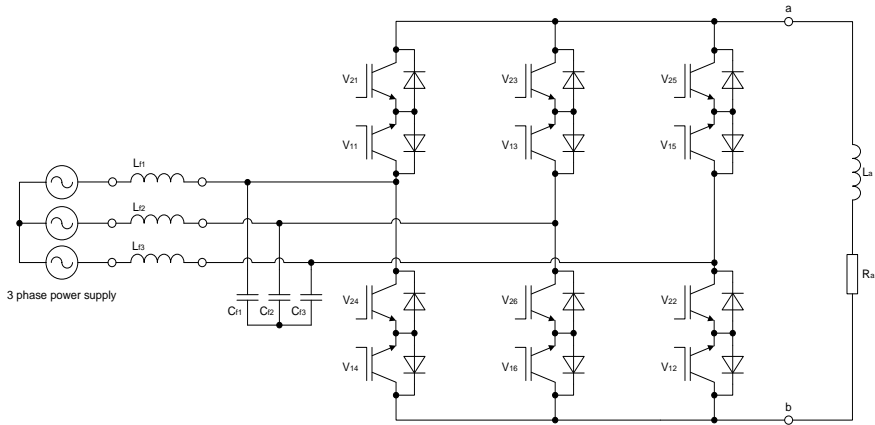 a
V21
V23
V25
V11
V13
V15
Lf1
La
Lf2
Lf3
Ra
3 phase power supply
Cf1
Cf2
Cf3
V24
V26
V22
V14
V16
V12
b